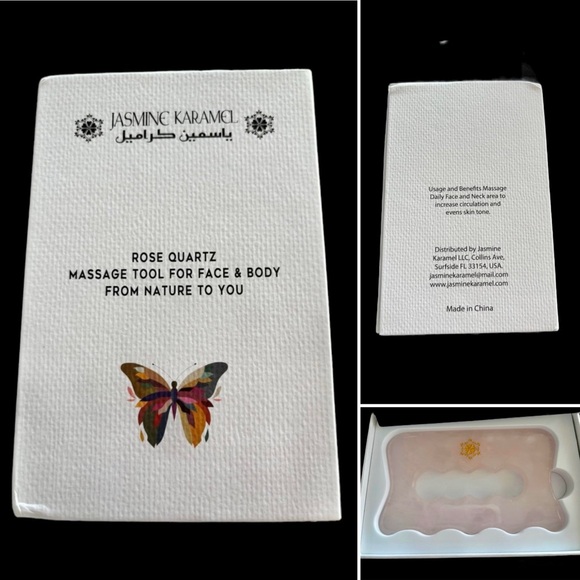 JASMINE KARAMEL
ياسمين كراميل
ROSE QUARTZ
MASSAGE TOOL FOR FACE & BODY
FROM NATURE TO YOU
Usage and Benefits Massage
Daily Face and Neck area to
increase circulation and
evens skin tone.
Distributed by Jasmine
Karamel LLC, Collins Ave,
Surfside FL 33154, USA.
jasminekaramel@mail.com
www.jasminekaramel.com
Made in China